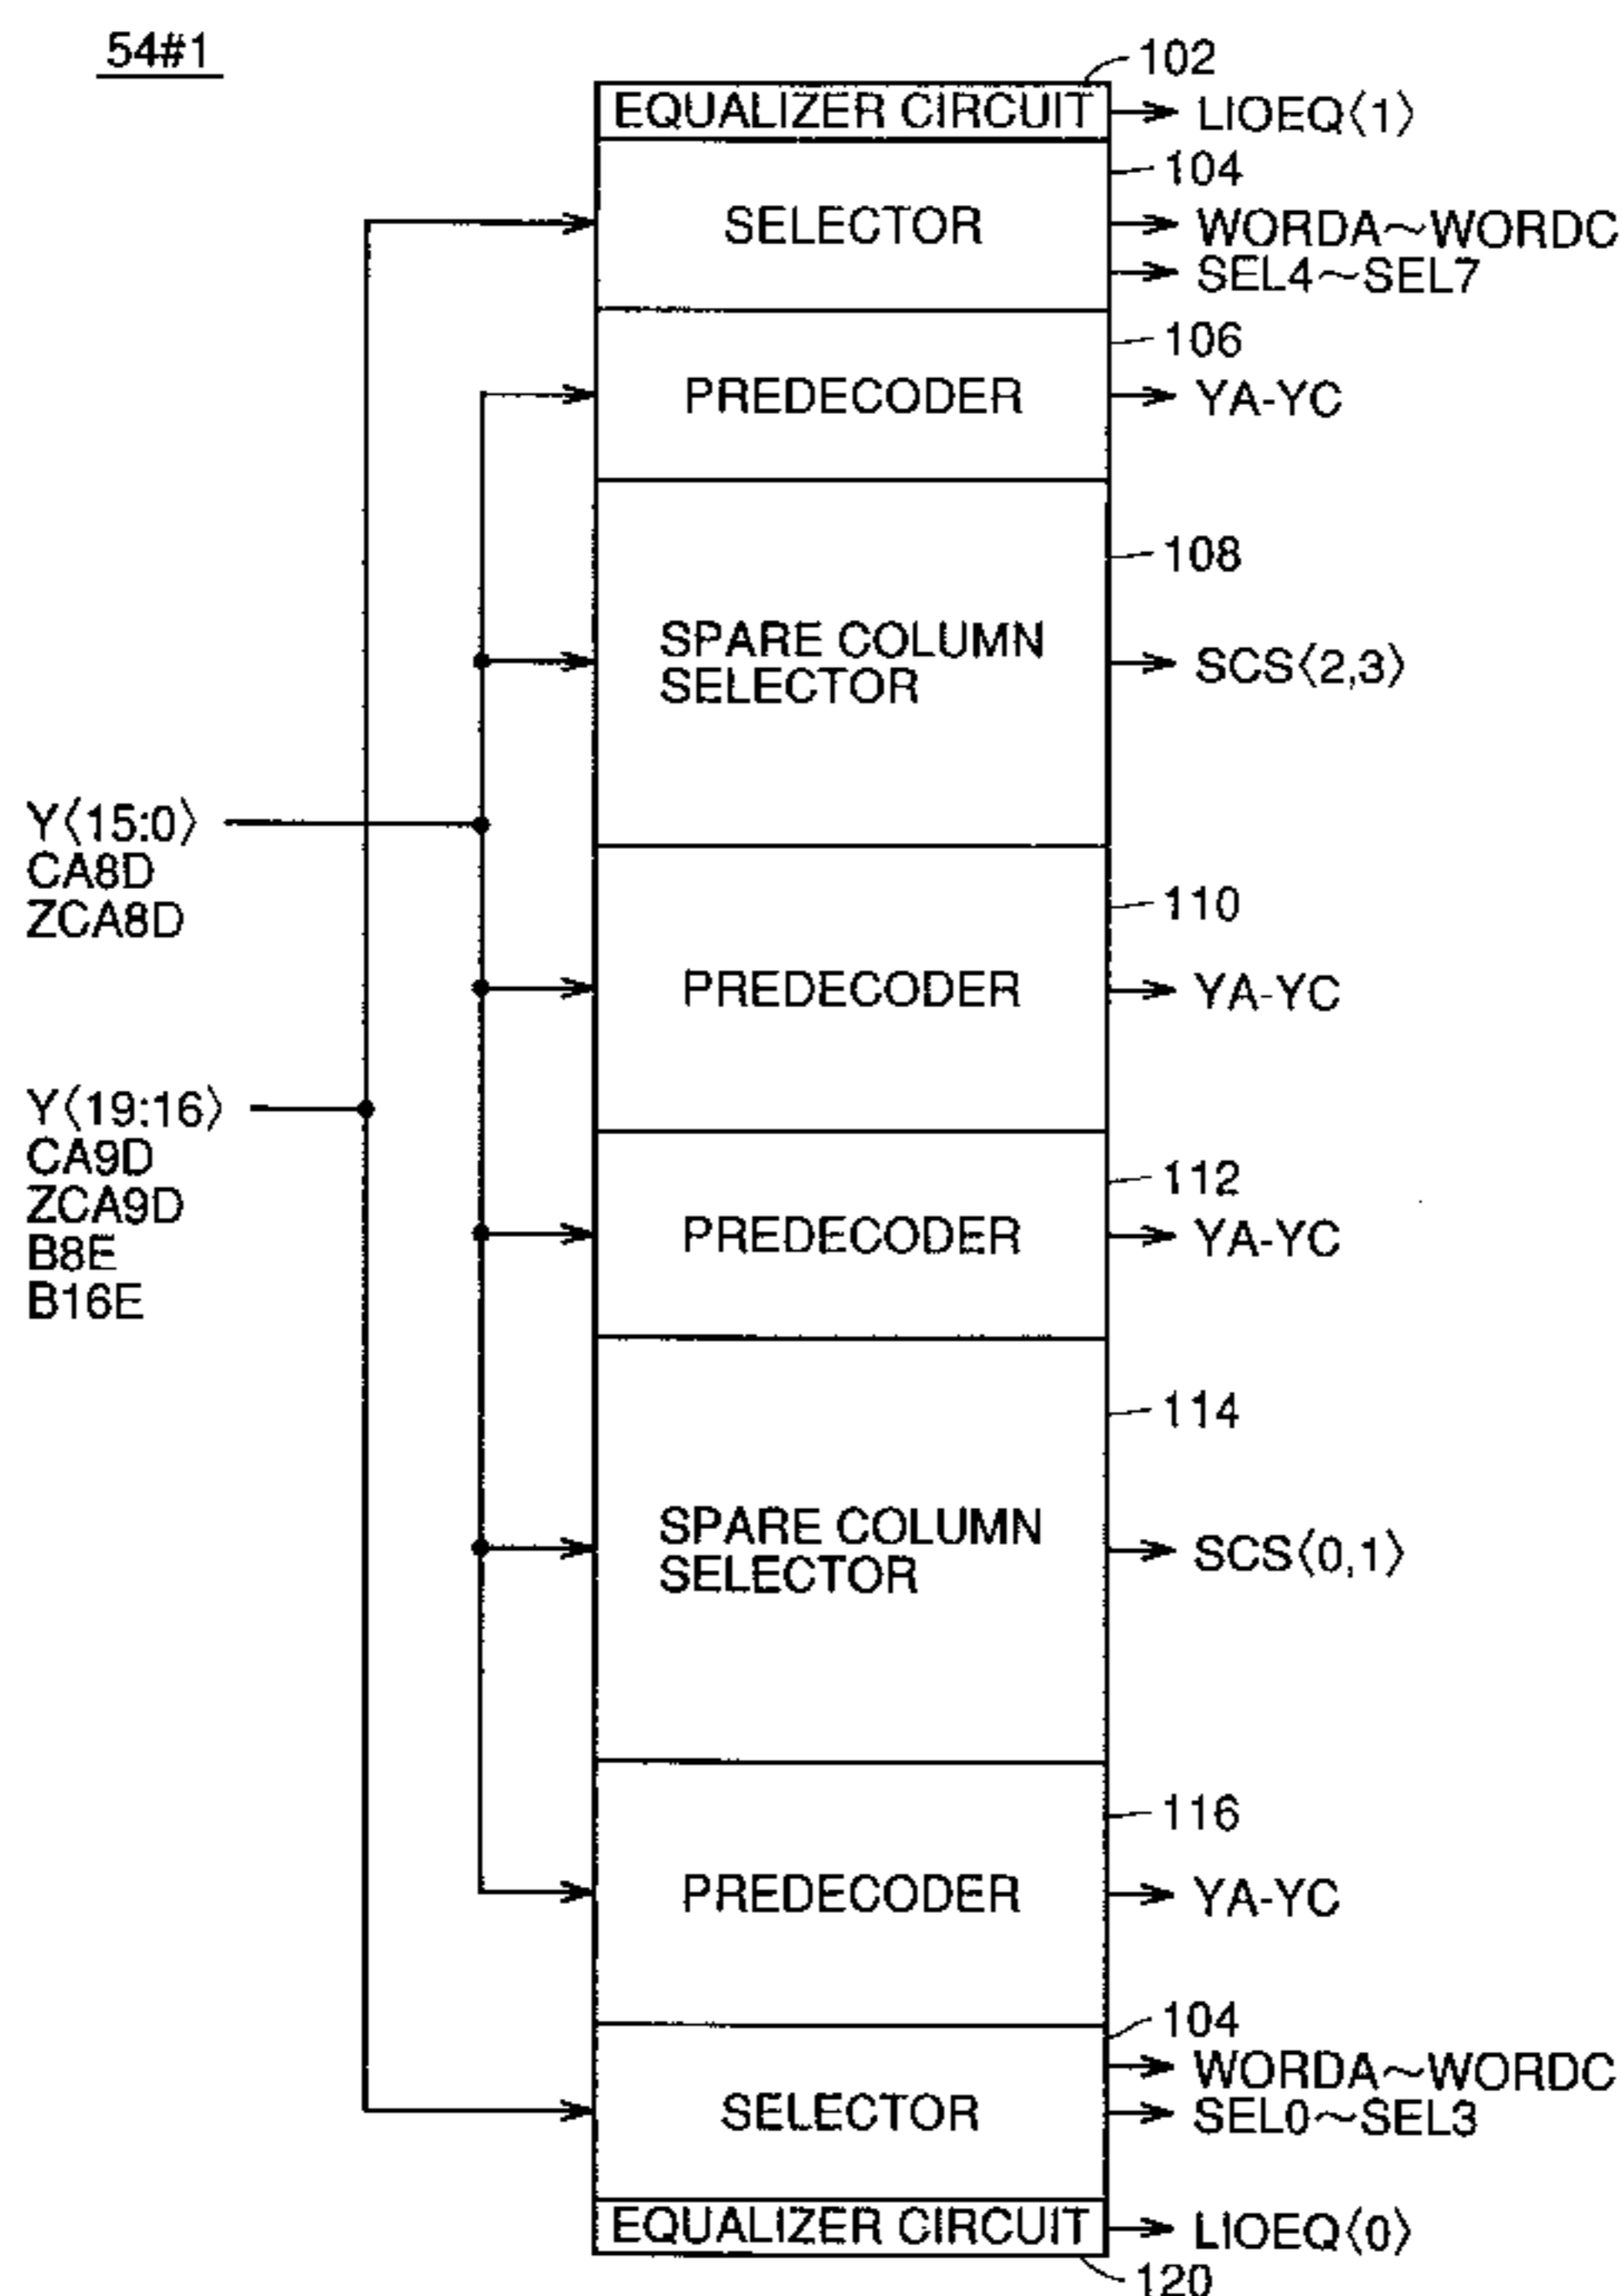 54#1
102
EQUALIZER CIRCUIT
LIOEQ〈1〉
104
SELECTOR
WORDA~WORDC
SEL4~SEL7
106
PREDECODER
YA-YC
108
SPARE COLUMN
SELECTOR
SCS〈2,3〉
Y〈15:0〉
CA8D
ZCA8D
110
PREDECODER
YA-YC
Y〈19:16〉
CA9D
ZCA9D
B8E
B16E
112
PREDECODER
YA-YC
114
SPARE COLUMN
SELECTOR
SCS〈0,1〉
116
PREDECODER
YA-YC
104
WORDA~WORDC
SELECTOR
SEL0~SEL3
EQUALIZER CIRCUIT
LIOEQ〈0〉
120